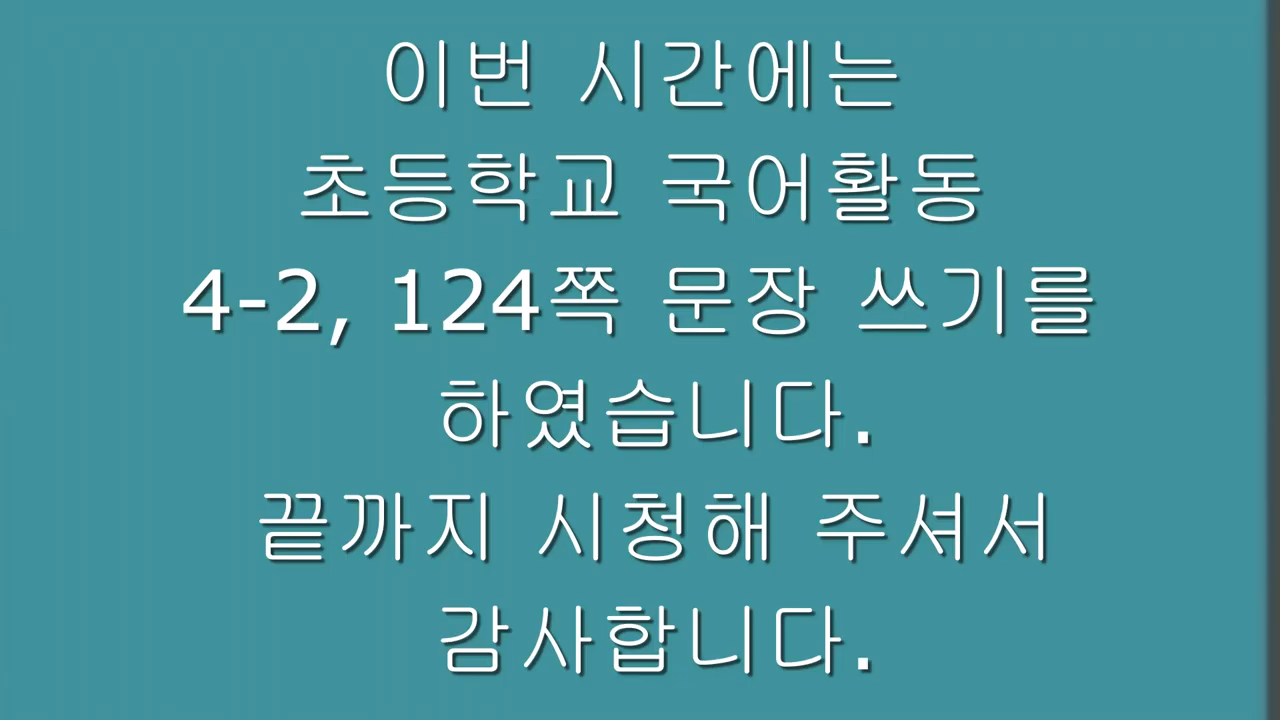 이번 시간에는
초등학교 국어활동
4-2, 124쪽 문장 쓰기를
하였습니다.
끝까지 시청해 주셔서
감사합니다.